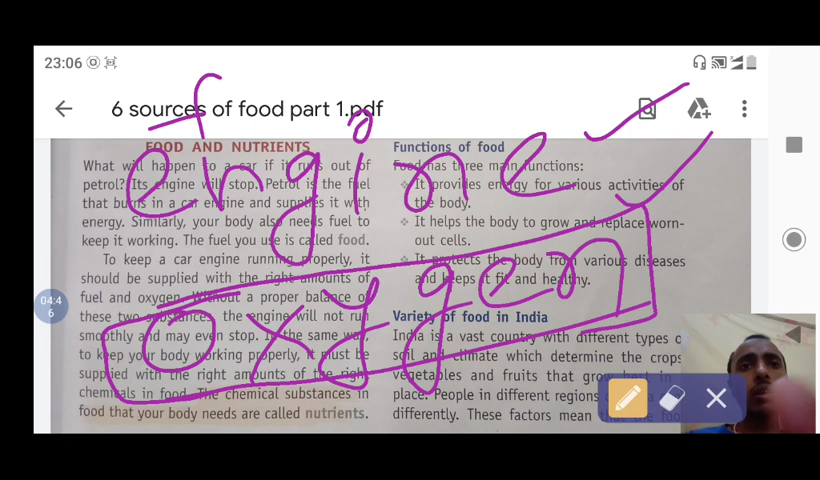 23:06
6 sources of food part 1.pdf
f
engine
oxygen
04:4
6
FOOD AND NUTRIENTS
What will happen to a car if it runs out of
petrol? Its engine will stop. Petrol is the fuel
that burns in a car engine and supplies it with
energy. Similarly, your body also needs fuel to
keep it working. The fuel you use is called food.
To keep a car engine running properly, it
should be supplied with the right amounts of
fuel and oxygen. Without a proper balance of
these two substances, the engine will not run
smoothly and may even stop. In the same way,
to keep your body working properly, it must be
supplied with the right amounts of the right
chemicals in food. The chemical substances in
food that your body needs are called nutrients.
Functions of food
Food has three main functions:
It provides energy for various activities of
the body.
It helps the body to grow and replace worn-
out cells.
It protects the body from various diseases
and keeps it fit and healthy.
Variety of food in India
India is a vast country with different types o
soil and climate which determine the crops
vegetables and fruits that grow best in
place. People in different regions
differently. These factors mean that the foo